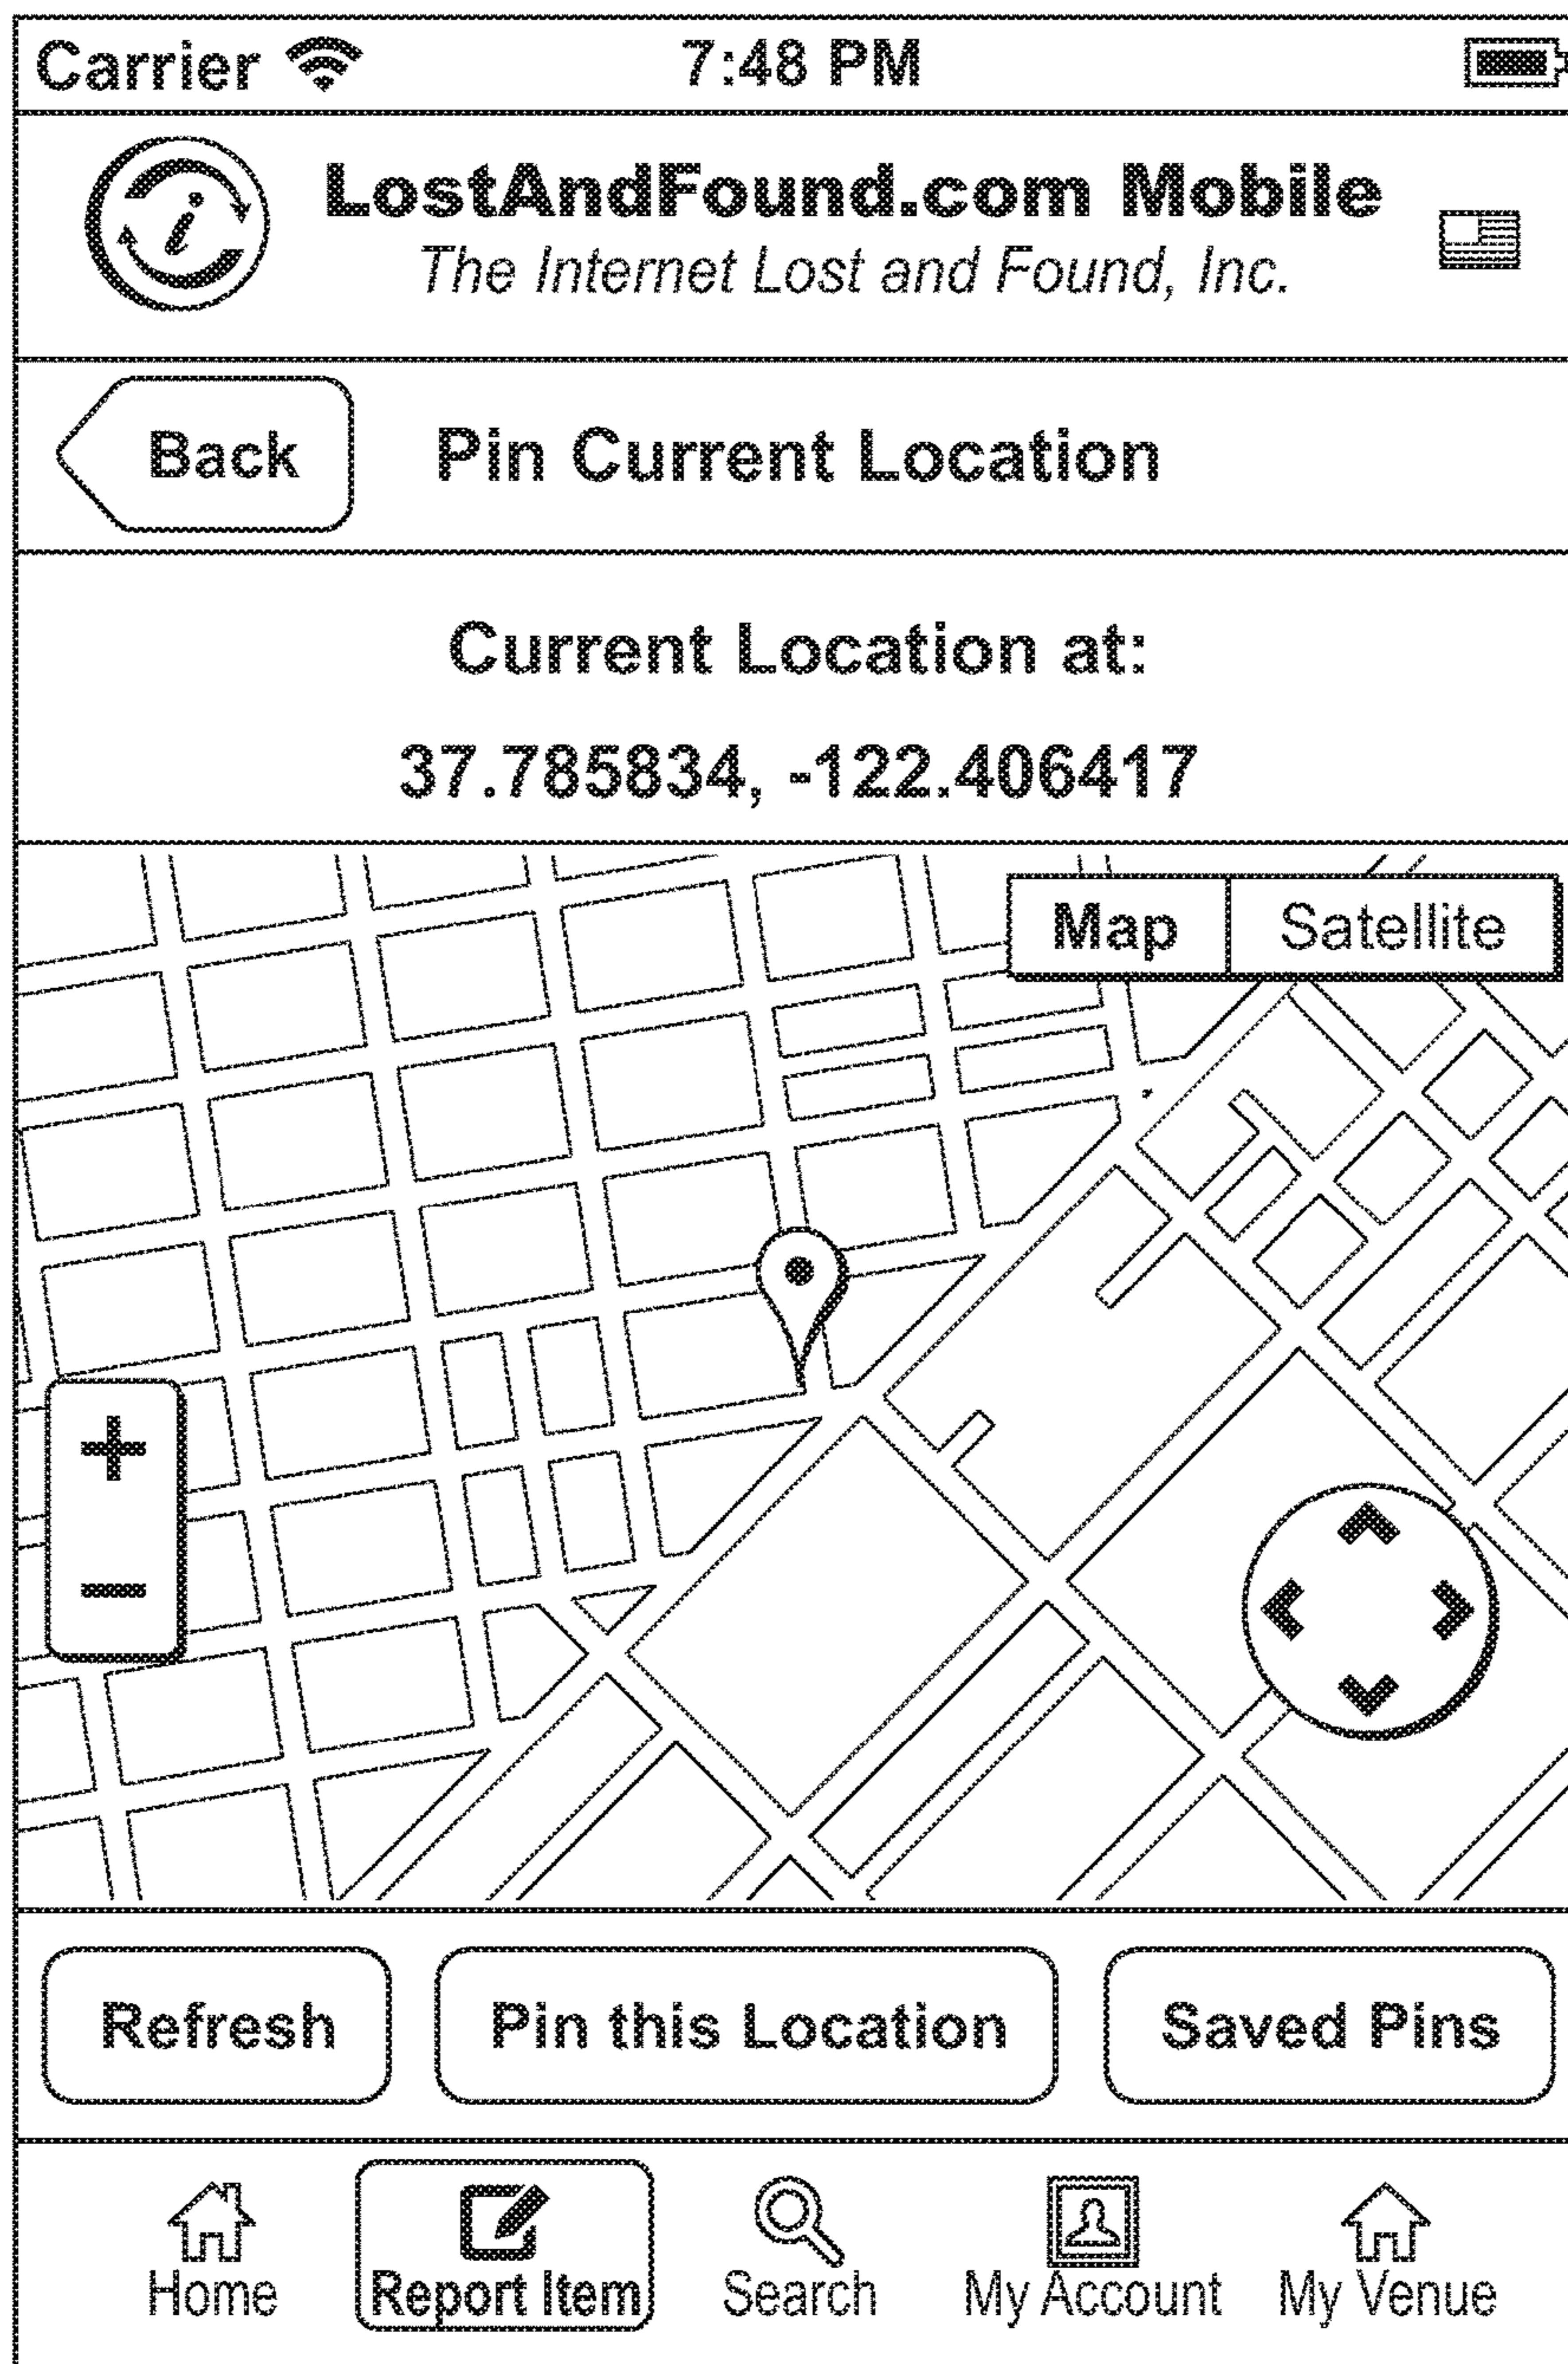 Carrier 7:48 PM
LostAndFound.com Mobile
The Internet Lost and Found, Inc.
Back Pin Current Location
Current Location at:
37.785834, -122.406417
Map Satellite
+
−
Refresh Pin this Location Saved Pins
Home Report Item Search My Account My Venue